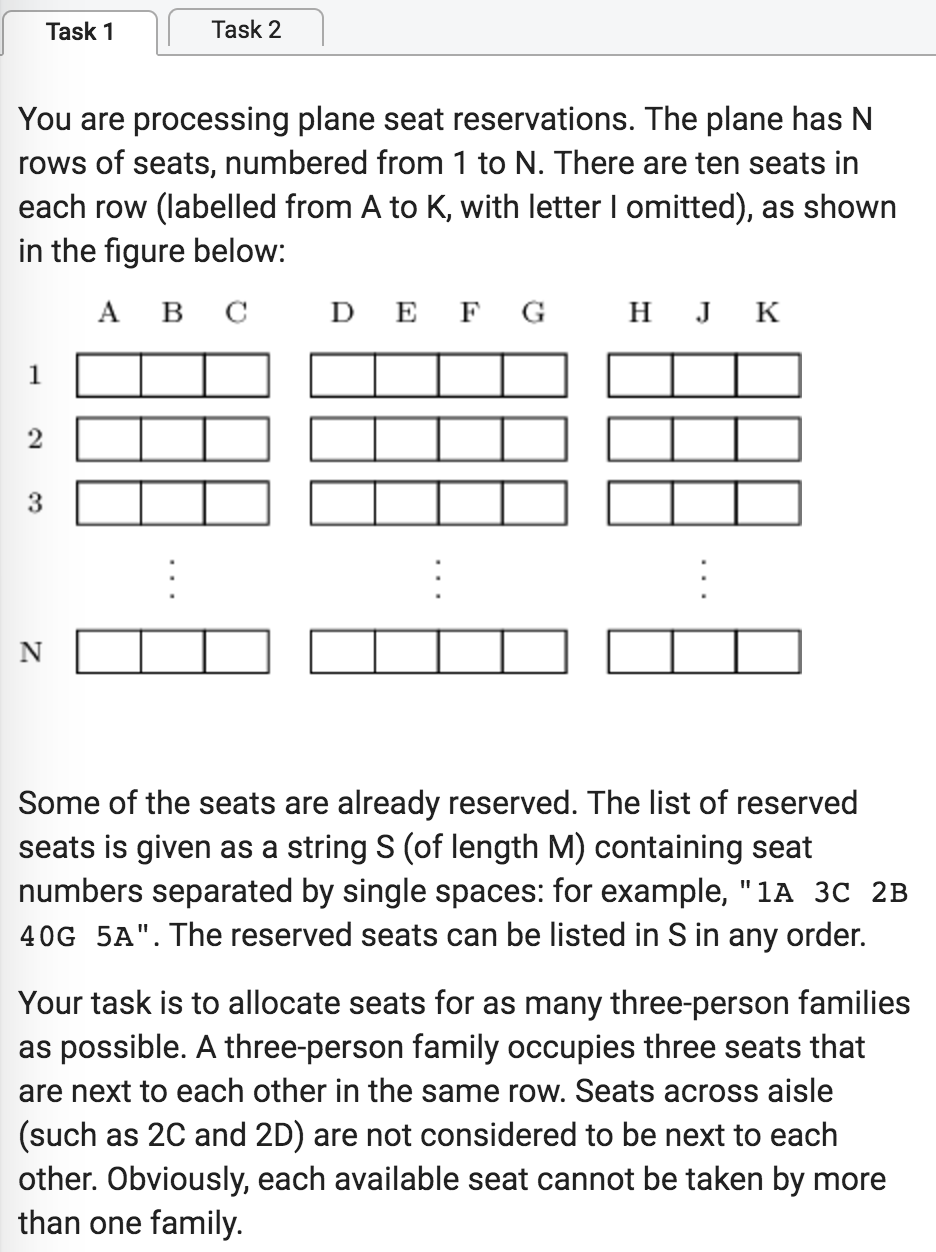 Task 1 Task 2
You are processing plane seat reservations. The plane has N
rows of seats, numbered from 1 to N. There are ten seats in
each row (labelled from A to K, with letter I omitted), as shown
in the figure below:
A B C D E F G H J K
1
2
3
N
Some of the seats are already reserved. The list of reserved
seats is given as a string S (of length M) containing seat
numbers separated by single spaces: for example, "1A 3C 2B
40G 5A". The reserved seats can be listed in S in any order.
Your task is to allocate seats for as many three-person families
as possible. A three-person family occupies three seats that
are next to each other in the same row. Seats across aisle
(such as 2C and 2D) are not considered to be next to each
other. Obviously, each available seat cannot be taken by more
than one family.